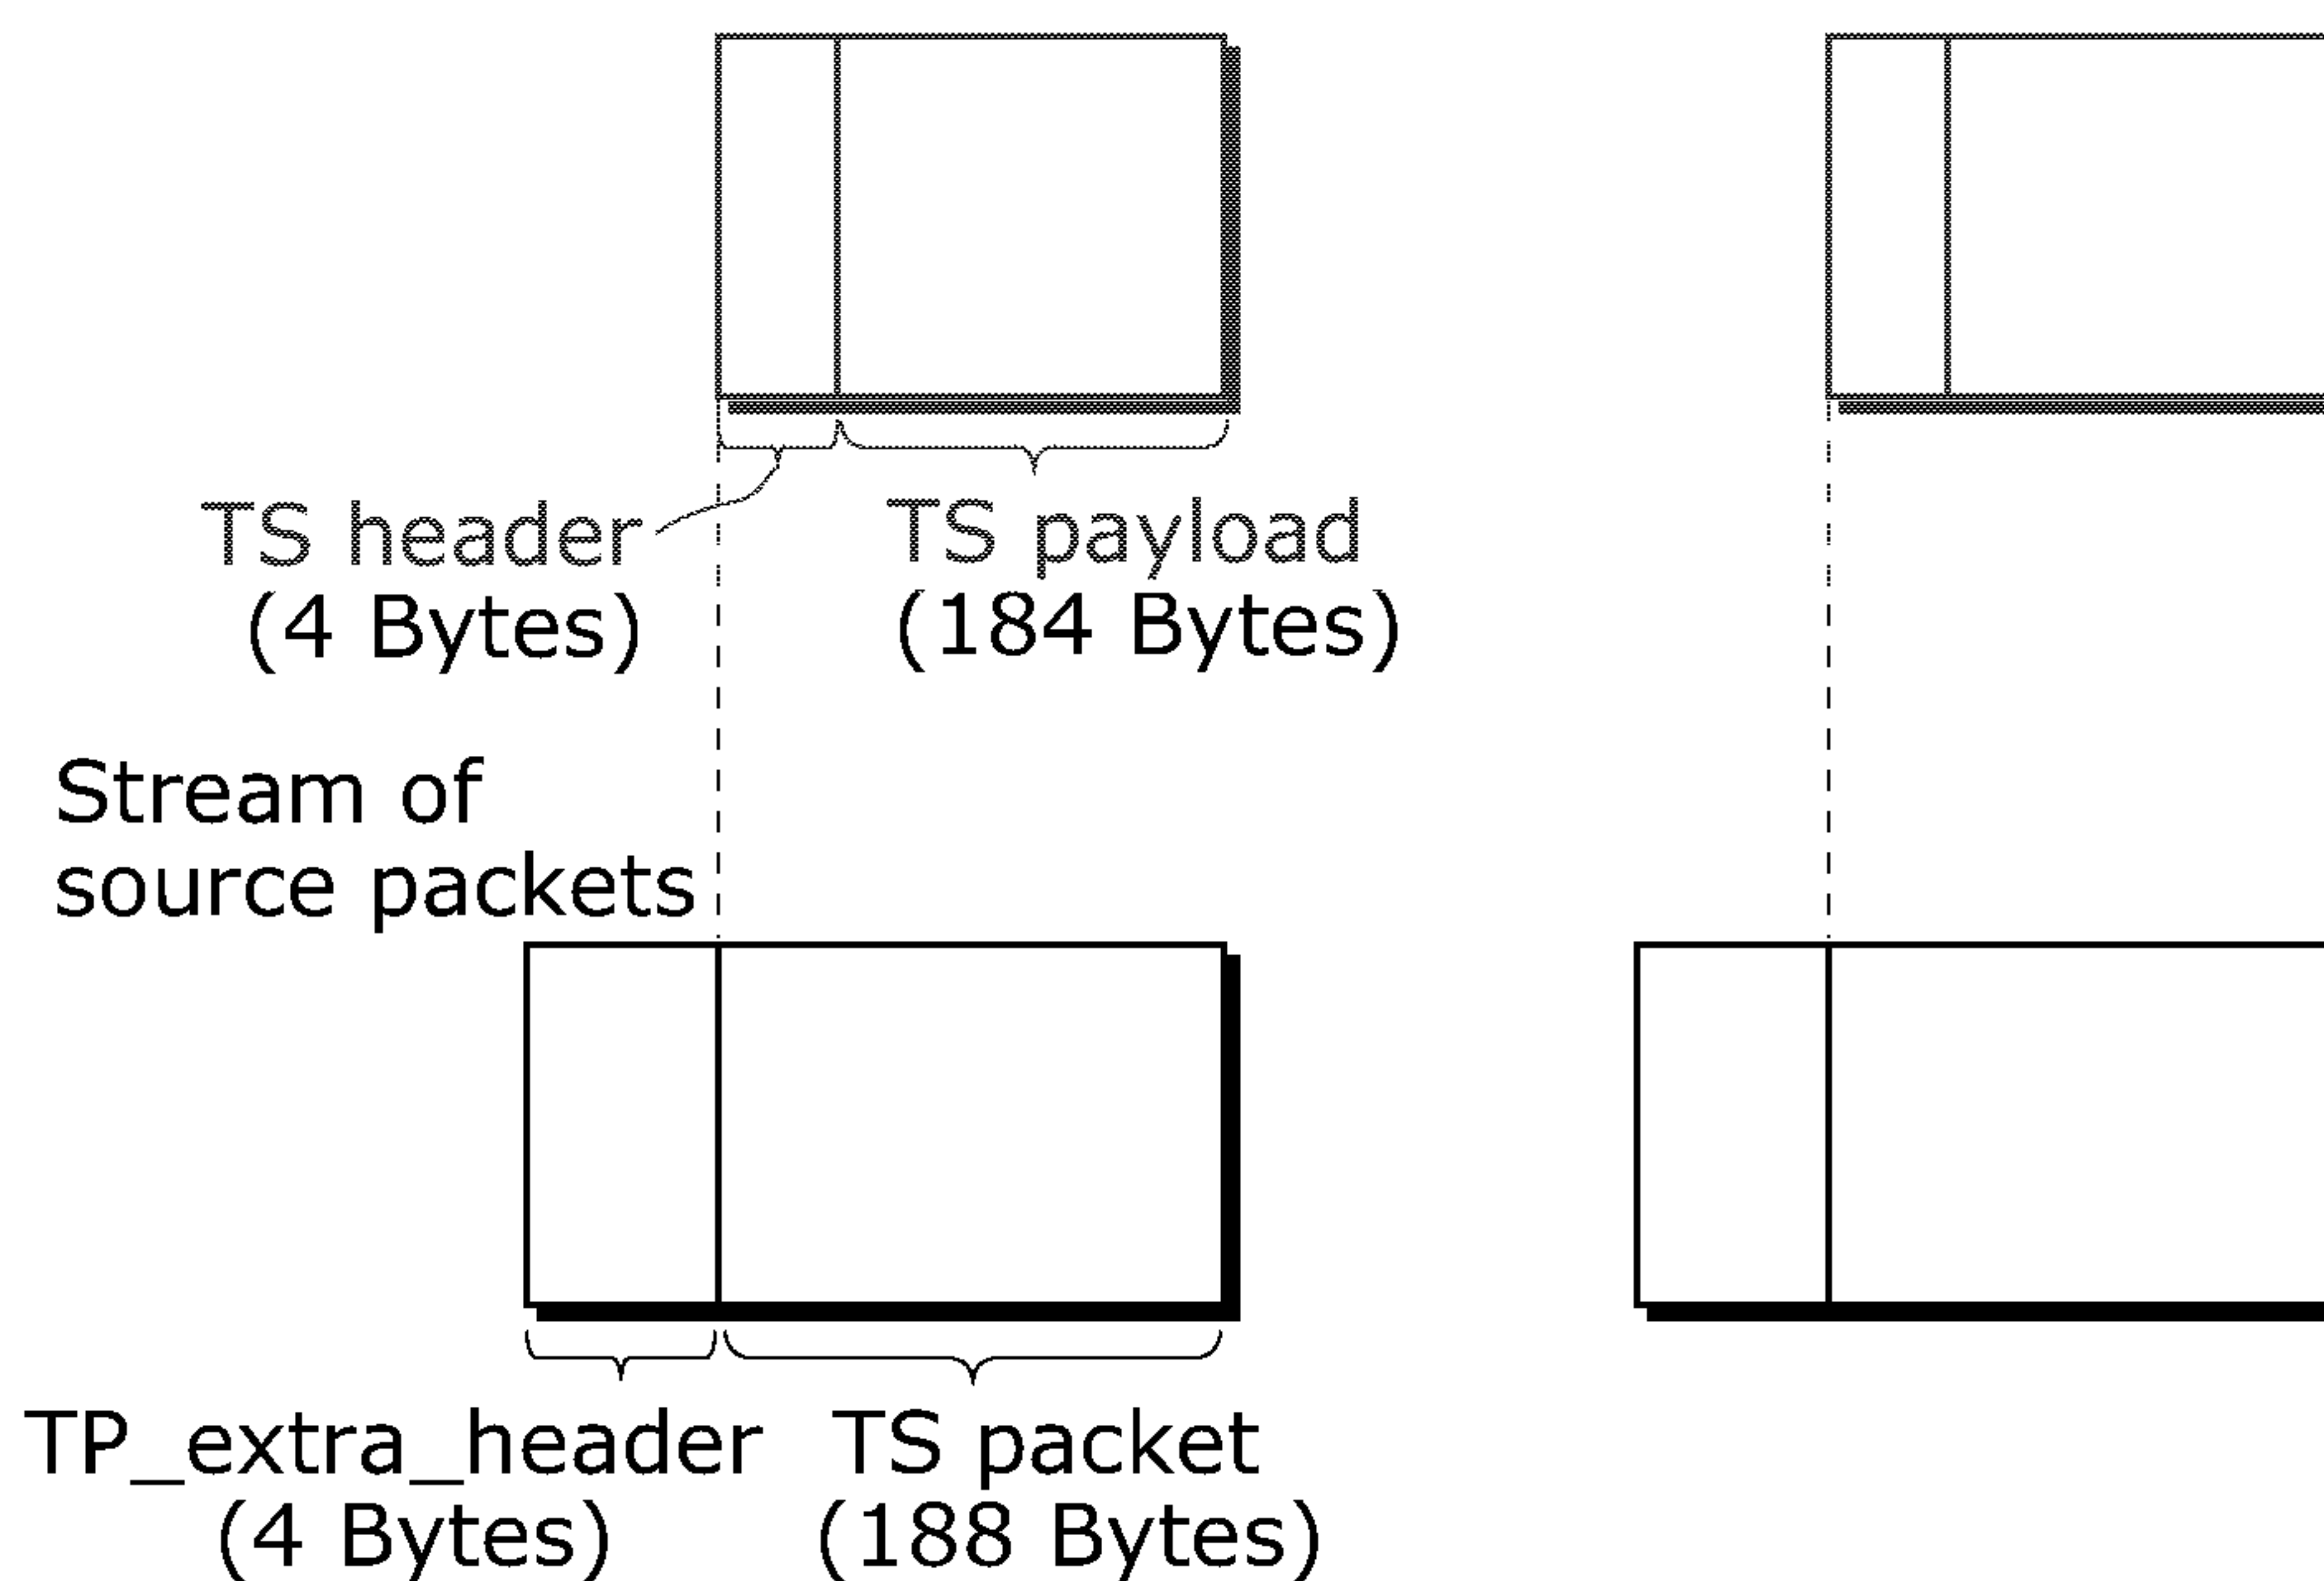 TS header
(4 Bytes)
TS payload
(184 Bytes)
Stream of
source packets
TP_extra_header
(4 Bytes)
TS packet
(188 Bytes)